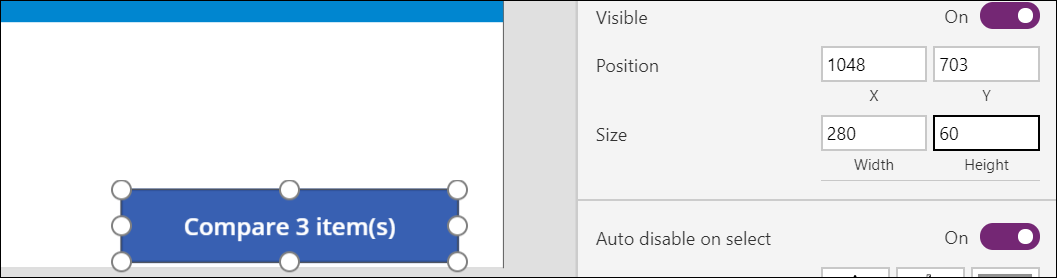 Visible On
Position 1048 703
X Y
Size 280 60
Width Height
Compare 3 item(s)
Auto disable on select On